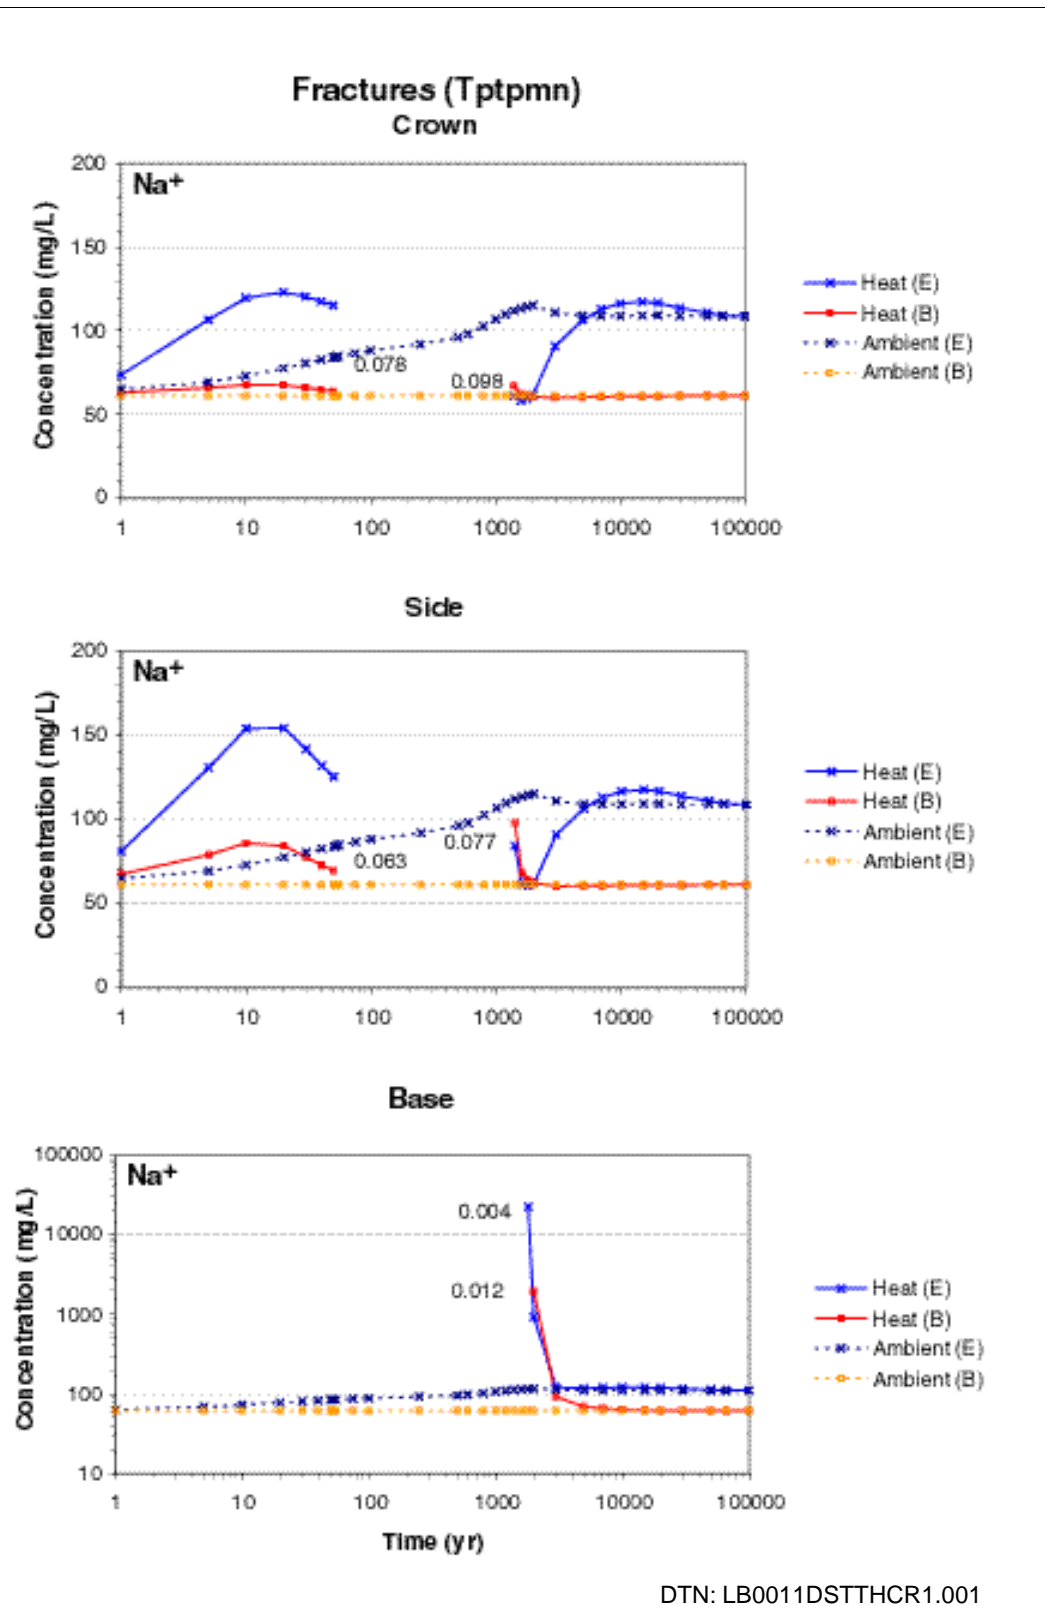 Fractures (Tptpmn)
Crown
Na+
Concentration (mg/L)
200
150
100
50
0
0.078
0.098
1 10 100 1000 10000 100000
Heat (E)
Heat (B)
Ambient (E)
Ambient (B)
Side
Na+
Concentration (mg/L)
200
150
100
50
0
0.063
0.077
1 10 100 1000 10000 100000
Heat (E)
Heat (B)
Ambient (E)
Ambient (B)
Base
Na+
Concentration (mg/L)
100000
10000
1000
100
10
0.004
0.012
1 10 100 1000 10000 100000
Time (yr)
Heat (E)
Heat (B)
Ambient (E)
Ambient (B)
DTN: LB0011DSTTHCR1.001